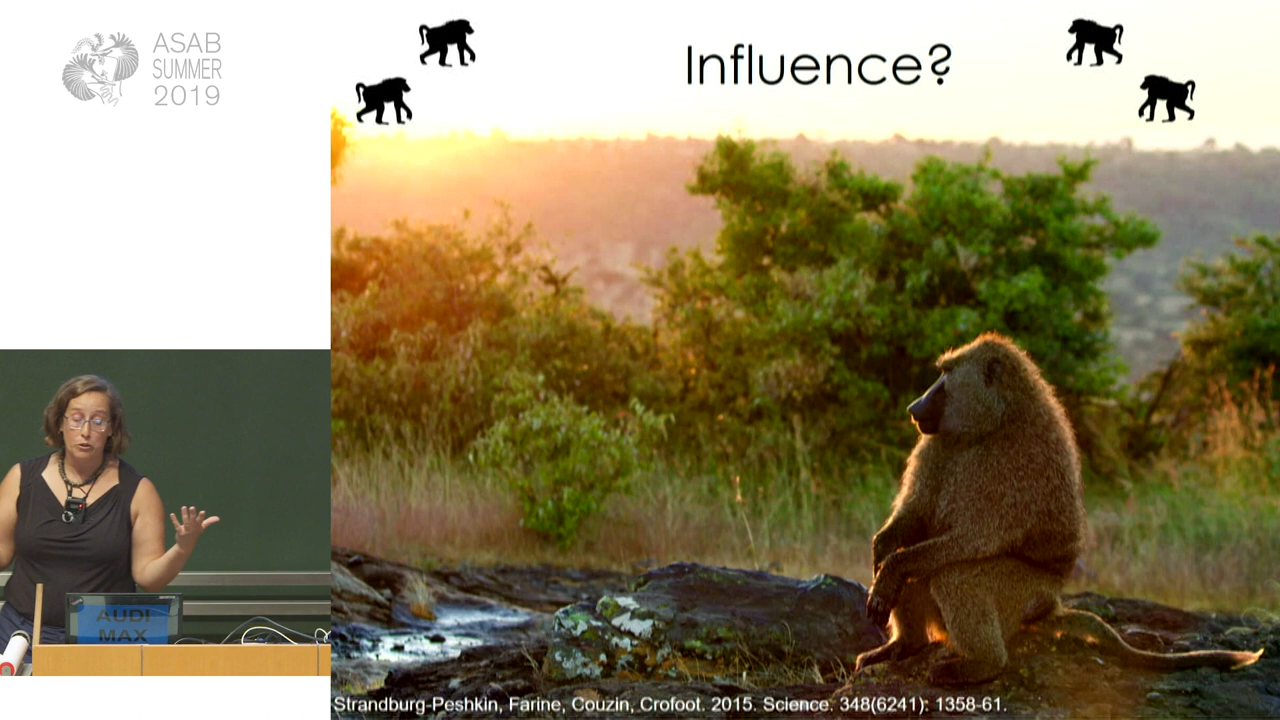 ASAB
SUMMER
2019
Influence?
AUDI
MAX
Strandburg-Peshkin, Farine, Couzin, Crofoot. 2015. Science. 348(6241): 1358-61.